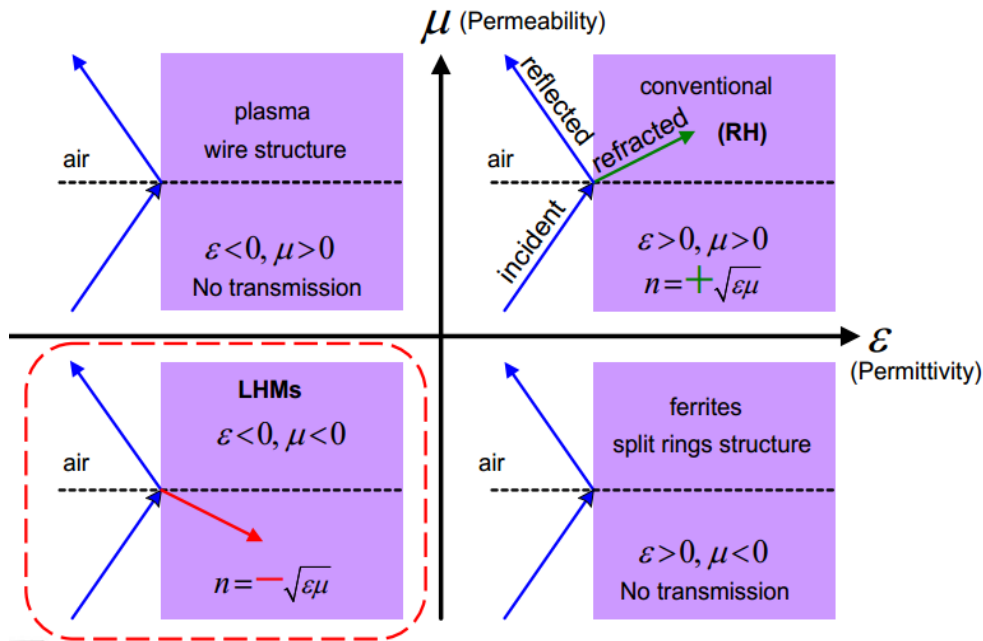 μ (Permeability)
plasma
wire structure
air
ε<0, μ>0
No transmission
reflected
conventional
(RH)
refracted
air
incident
ε>0, μ>0
n=+√εμ
ε
(Permittivity)
LHMs
ε<0, μ<0
air
n=−√εμ
ferrites
split rings structure
air
ε>0, μ<0
No transmission